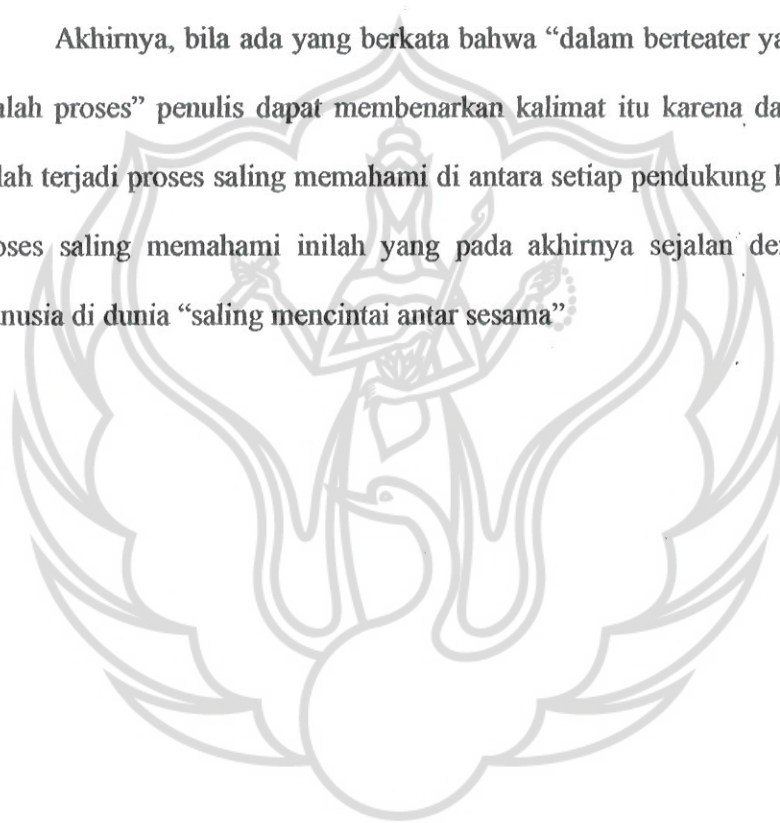 Akhirnya, bila ada yang berkata bahwa “dalam berteater ya
alah proses” penulis dapat membenarkan kalimat itu karena da
lah terjadi proses saling memahami di antara setiap pendukung
oses saling memahami inilah yang pada akhirnya sejalan de
nusia di dunia “saling mencintai antar sesama”